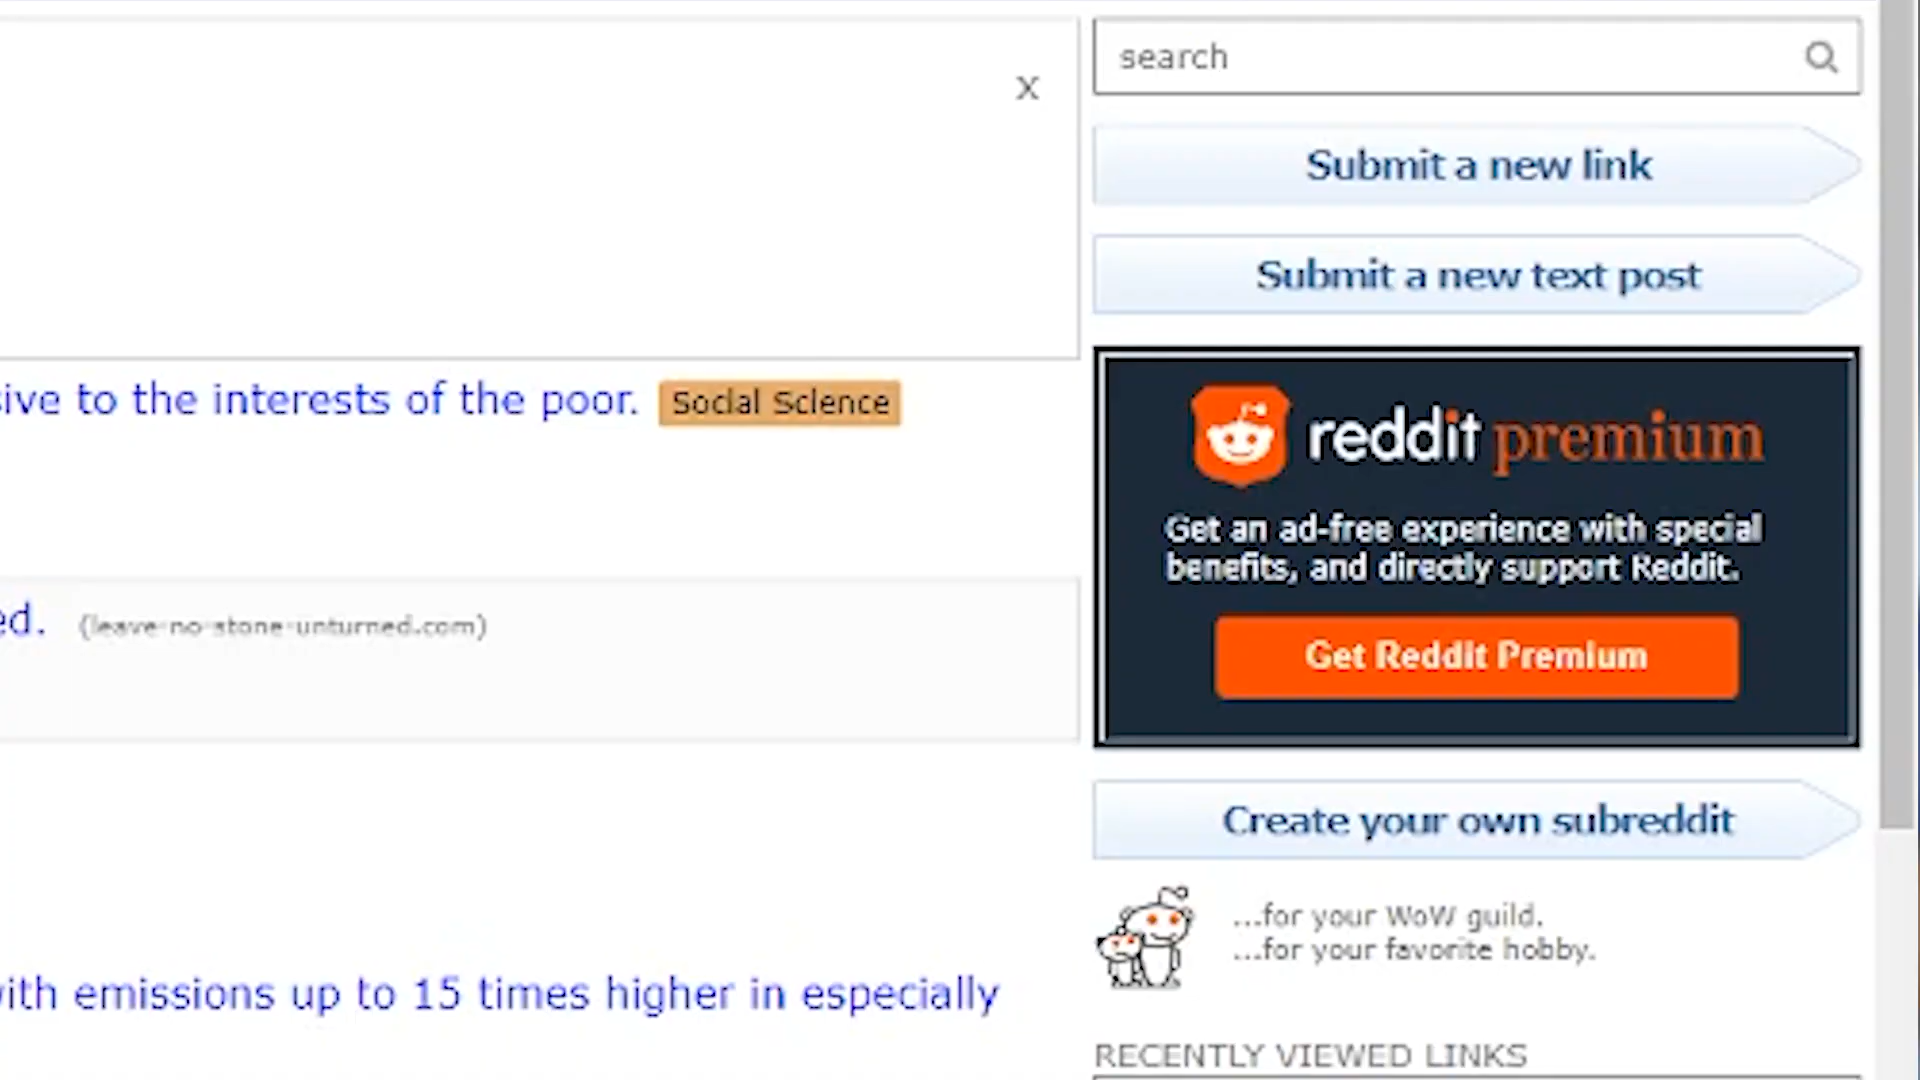 search
X
Submit a new link
Submit a new text post
sive to the interests of the poor. Social Science
reddit premium
Get an ad-free experience with special
benefits, and directly support Reddit.
Get Reddit Premium
ed. (leave-no-stone-unturned.com)
Create your own subreddit
...for your WoW guild.
...for your favorite hobby.
with emissions up to 15 times higher in especially
RECENTLY VIEWED LINKS